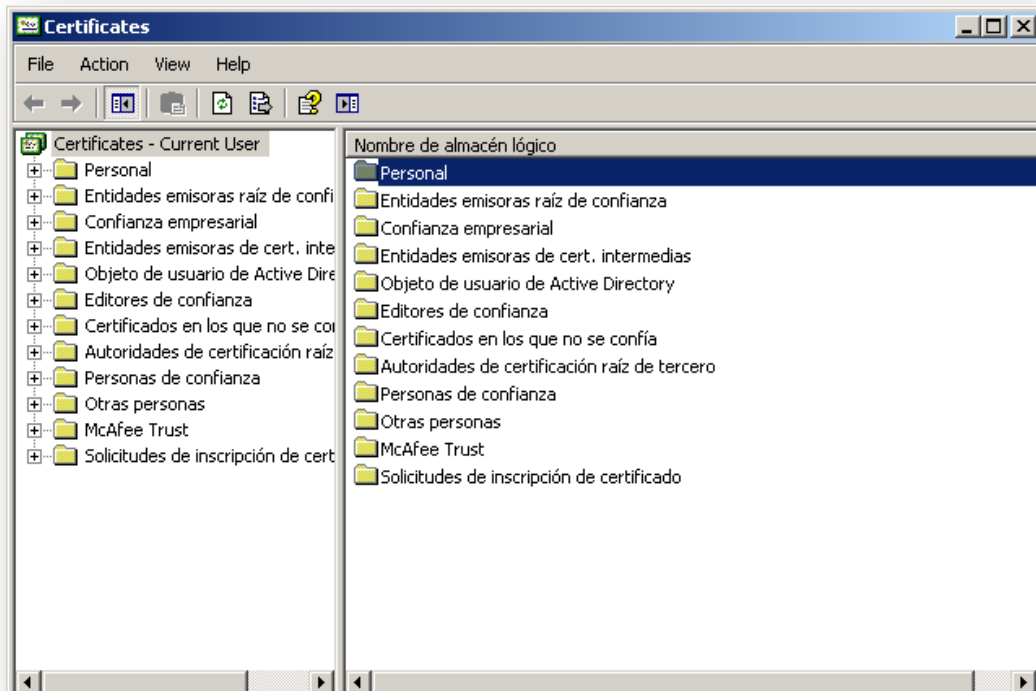 Certificates
File Action View Help
Certificates - Current User
Personal
Entidades emisoras raíz de confi
Confianza empresarial
Entidades emisoras de cert. inte
Objeto de usuario de Active Dire
Editores de confianza
Certificados en los que no se con
Autoridades de certificación raíz
Personas de confianza
Otras personas
McAfee Trust
Solicitudes de inscripción de cert
Nombre de almacén lógico
Personal
Entidades emisoras raíz de confianza
Confianza empresarial
Entidades emisoras de cert. intermedias
Objeto de usuario de Active Directory
Editores de confianza
Certificados en los que no se confía
Autoridades de certificación raíz de tercero
Personas de confianza
Otras personas
McAfee Trust
Solicitudes de inscripción de certificado